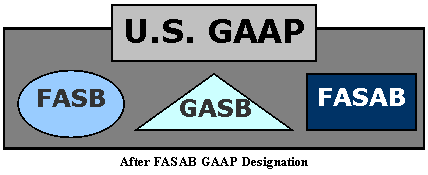 U.S. GAAP
FASB
GASB
FASAB
After FASAB GAAP Designation